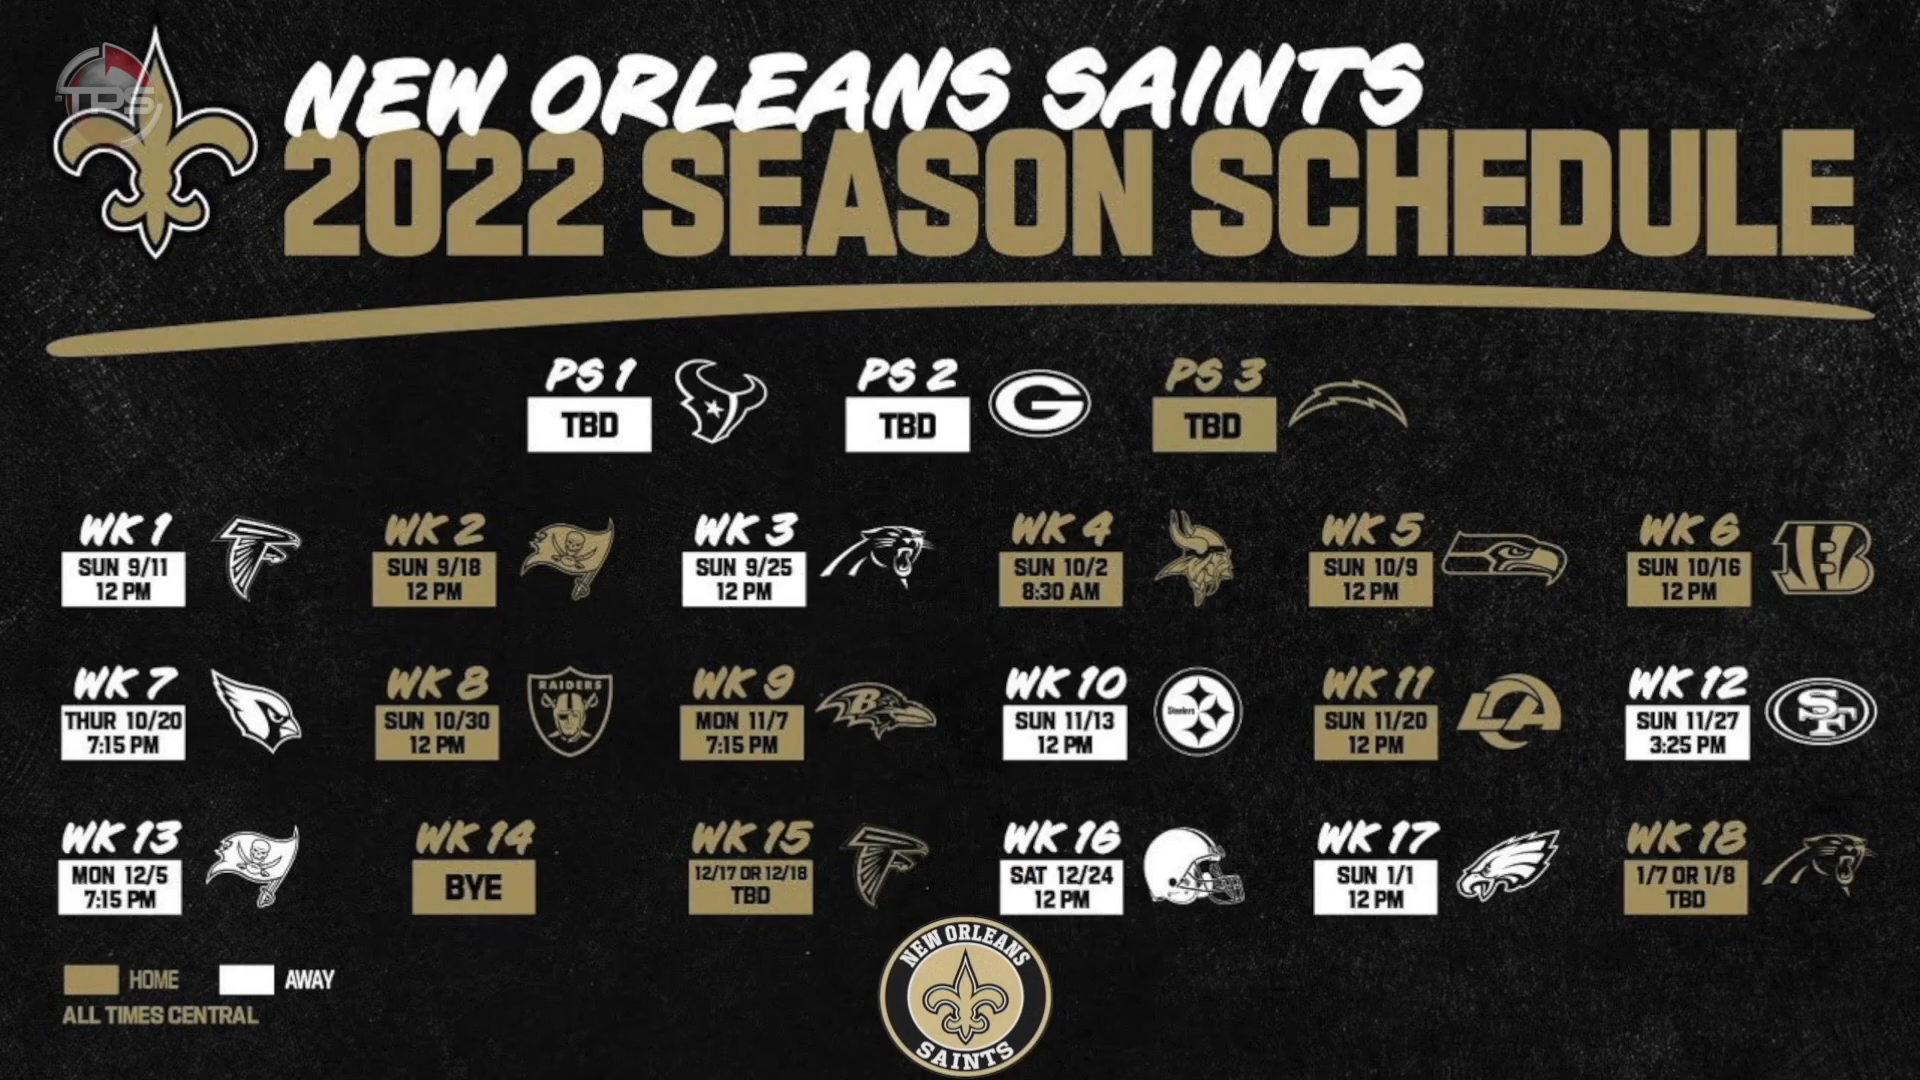 TPS
NEW ORLEANS SAINTS
2022 SEASON SCHEDULE
PS 1
TBD
PS 2
TBD
G
PS 3
TBD
WK 1
SUN 9/11
12 PM
WK 2
SUN 9/18
12 PM
WK 3
SUN 9/25
12 PM
WK 4
SUN 10/2
8:30 AM
WK 5
SUN 10/9
12 PM
WK 6
SUN 10/16
12 PM
B
WK 7
THUR 10/20
7:15 PM
WK 8
SUN 10/30
12 PM
RAIDERS
WK 9
MON 11/7
7:15 PM
B
WK 10
SUN 11/13
12 PM
Steelers
WK 11
SUN 11/20
12 PM
LA
WK 12
SUN 11/27
3:25 PM
SF
WK 13
MON 12/5
7:15 PM
WK 14
BYE
WK 15
12/17 OR 12/18
TBD
WK 16
SAT 12/24
12 PM
WK 17
SUN 1/1
12 PM
WK 18
1/7 OR 1/8
TBD
HOME
AWAY
ALL TIMES CENTRAL
NEW ORLEANS
SAINTS